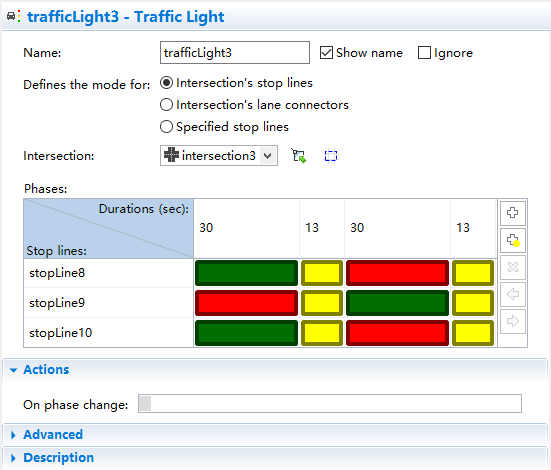 trafficLight3 - Traffic Light
Name: trafficLight3 Show name Ignore
Defines the mode for: Intersection's stop lines
Intersection's lane connectors
Specified stop lines
Intersection: intersection3
Phases:
Durations (sec):
30 13 30 13
Stop lines:
stopLine8
stopLine9
stopLine10
Actions
On phase change:
Advanced
Description